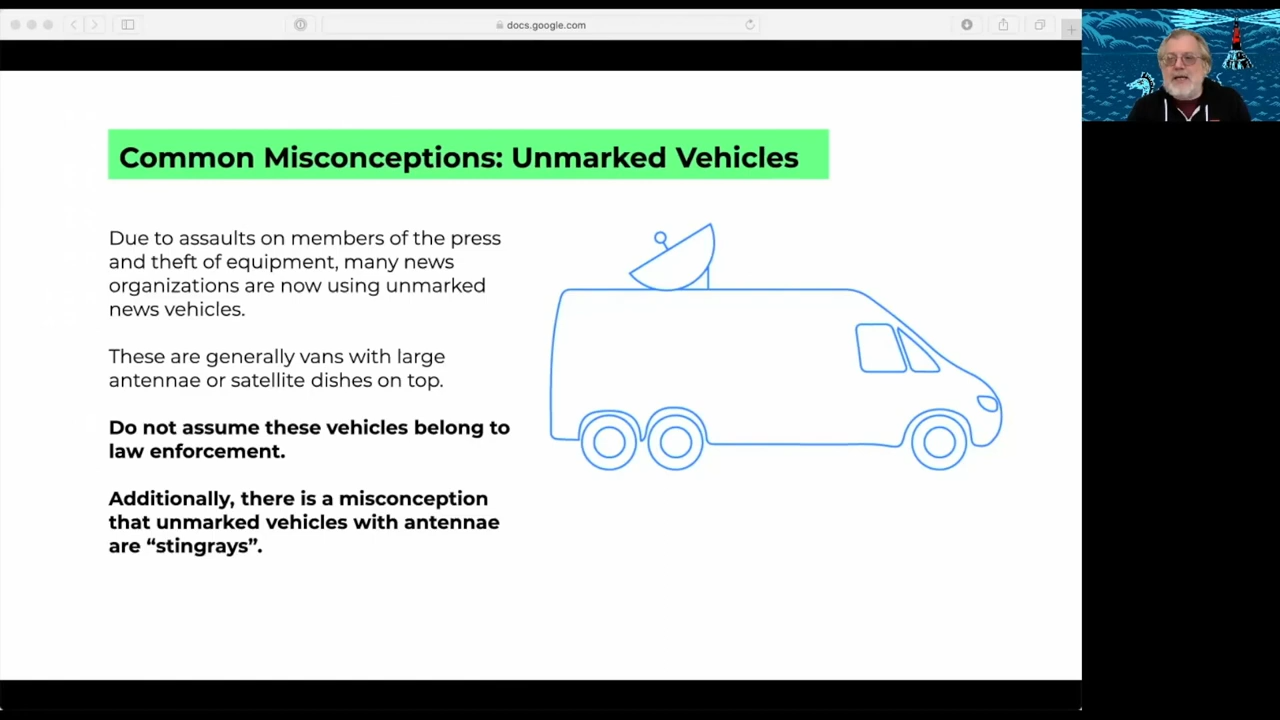 docs.google.com
Common Misconceptions: Unmarked Vehicles
Due to assaults on members of the press
and theft of equipment, many news
organizations are now using unmarked
news vehicles.
These are generally vans with large
antennae or satellite dishes on top.
Do not assume these vehicles belong to
law enforcement.
Additionally, there is a misconception
that unmarked vehicles with antennae
are “stingrays”.